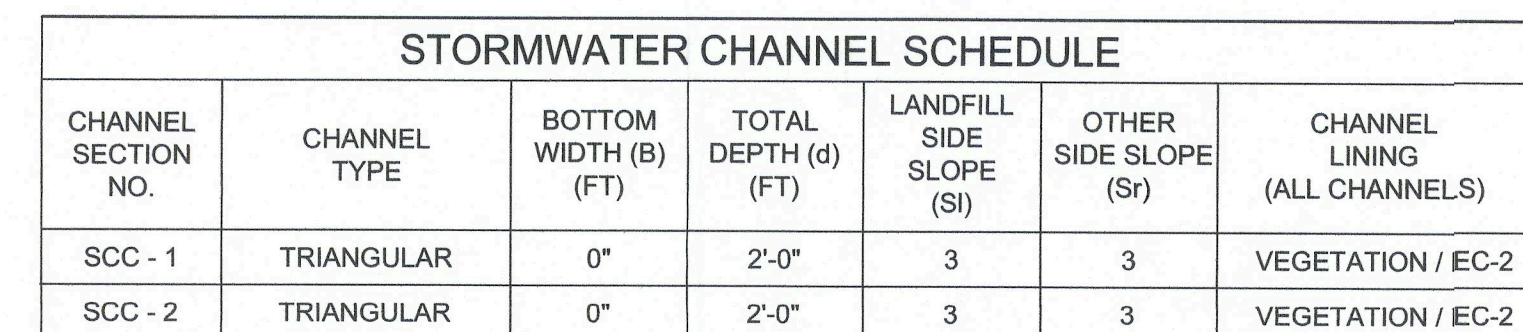 STORMWATER CHANNEL SCHEDULE
CHANNEL SECTION NO. CHANNEL TYPE BOTTOM WIDTH (B) (FT) TOTAL DEPTH (d) (FT) LANDFILL SIDE SLOPE (Sl) OTHER SIDE SLOPE (Sr) CHANNEL LINING (ALL CHANNELS)
SCC - 1 TRIANGULAR 0" 2'-0" 3 3 VEGETATION / EC-2
SCC - 2 TRIANGULAR 0" 2'-0" 3 3 VEGETATION / EC-2